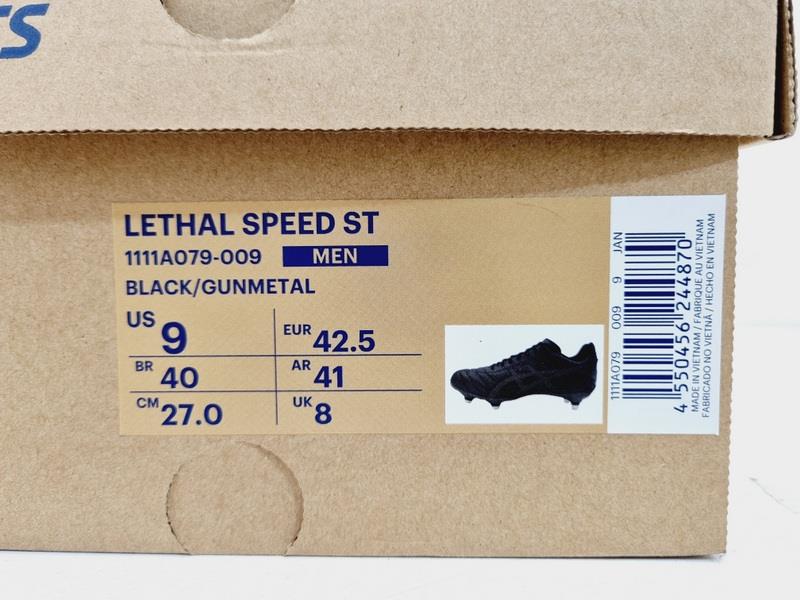 LETHAL SPEED ST
1111A079-009 MEN
BLACK/GUNMETAL
US 9
EUR 42.5
BR 40
AR 41
CM 27.0
UK 8
1111A079 009 9 JAN
4 550456 244870
MADE IN VIETNAM / FABRIQUE AU VIETNAM
FABRICADO NO VIETNÃ / HECHO EN VIETNAM